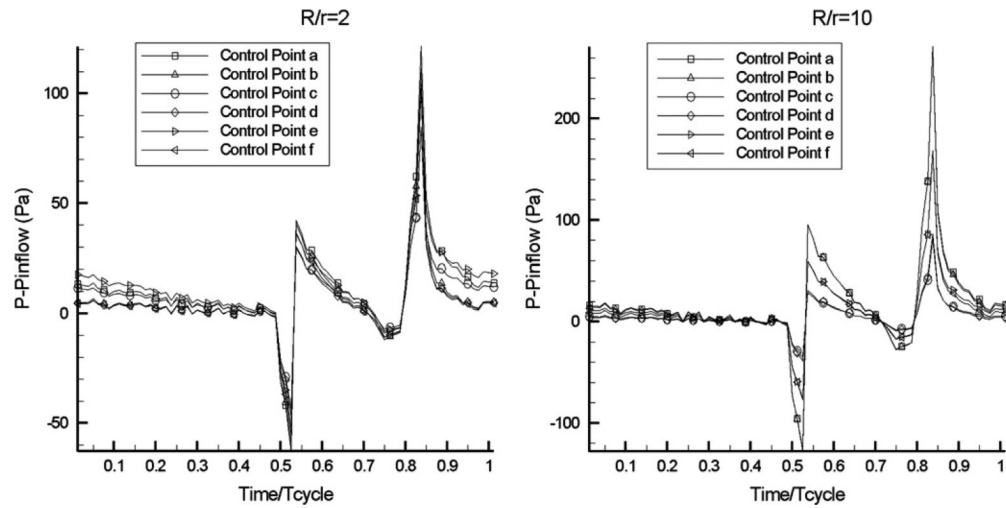 R/r=2
Control Point a
Control Point b
Control Point c
Control Point d
Control Point e
Control Point f
100
50
0
-50
P-Pinflow (Pa)
0.1 0.2 0.3 0.4 0.5 0.6 0.7 0.8 0.9 1
Time/Tcycle
R/r=10
Control Point a
Control Point b
Control Point c
Control Point d
Control Point e
Control Point f
200
100
0
-100
P-Pinflow (Pa)
0.1 0.2 0.3 0.4 0.5 0.6 0.7 0.8 0.9 1
Time/Tcycle